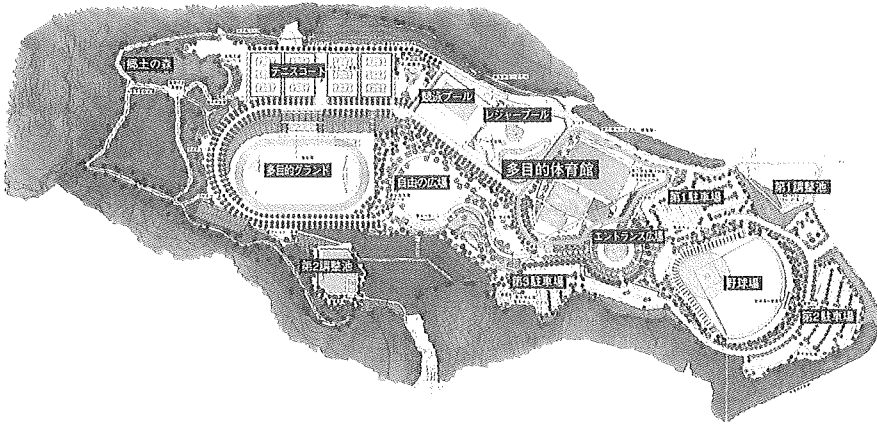 郷土の森
テニスコート
競泳プール
レジャープール
多目的グランド
自由の広場
多目的体育館
第1駐車場
第1調整池
エントランス広場
第2調整池
第3駐車場
野球場
第2駐車場